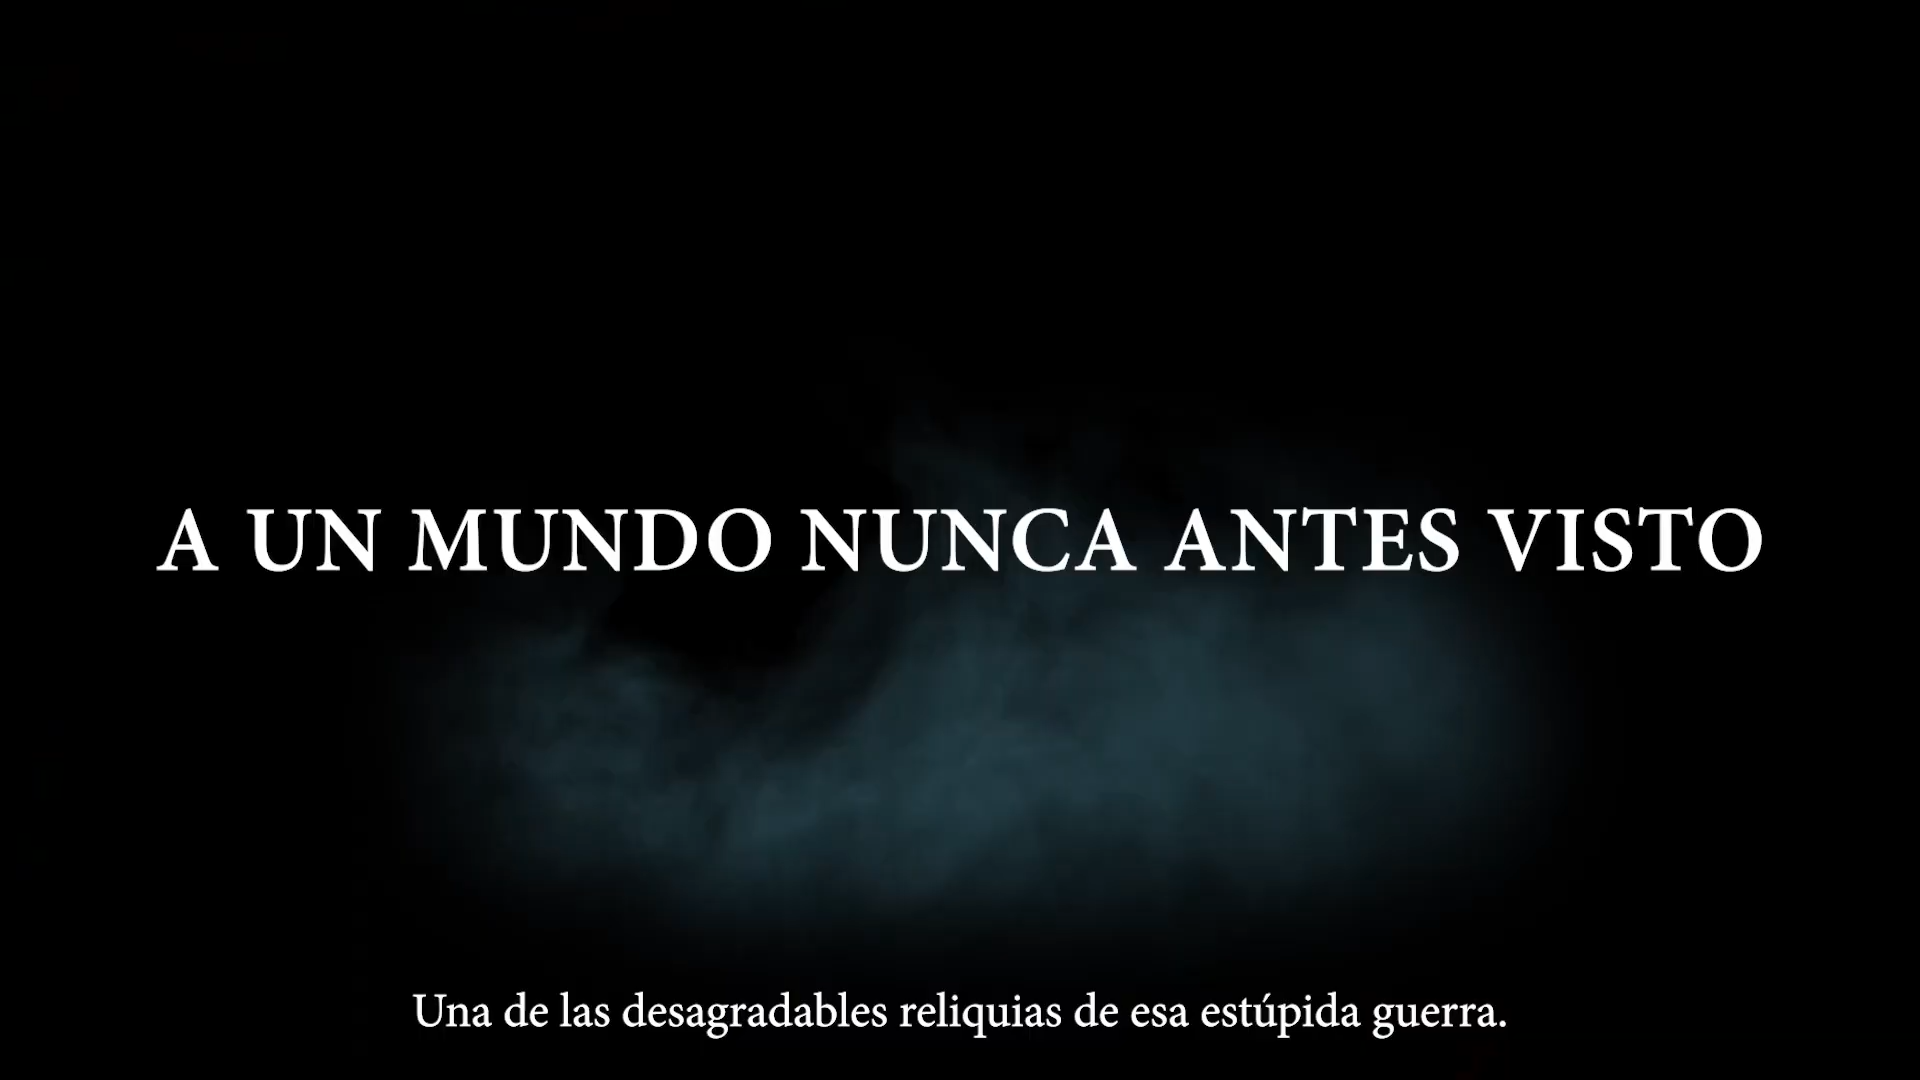 A UN MUNDO NUNCA ANTES VISTO
Una de las desagradables reliquias de esa estúpida guerra.